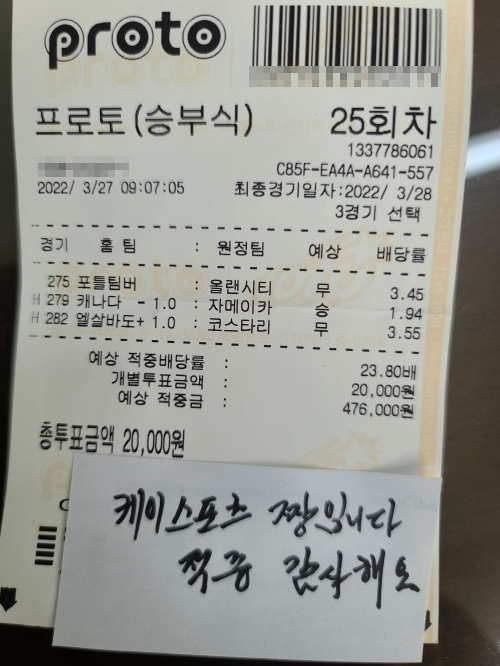 proto
프로토(승부식) 25회차
1337786061
C85F-EA4A-A641-557
2022/ 3/27 09:07:05 최종경기일자:2022/ 3/28
3경기 선택
경기 홈 팀 : 원정팀 예상 배당률
275 포틀팀버 : 올랜시티 무 3.45
H 279 캐나다 - 1.0 : 자메이카 승 1.94
H 282 엘살바도+ 1.0 : 코스타리 무 3.55
예상 적중배당률 : 23.80배
개별투표금액 : 20,000원
예상 적중금 : 476,000원
총투표금액 20,000원
케이스포츠 짱입니다
적중 감사해요